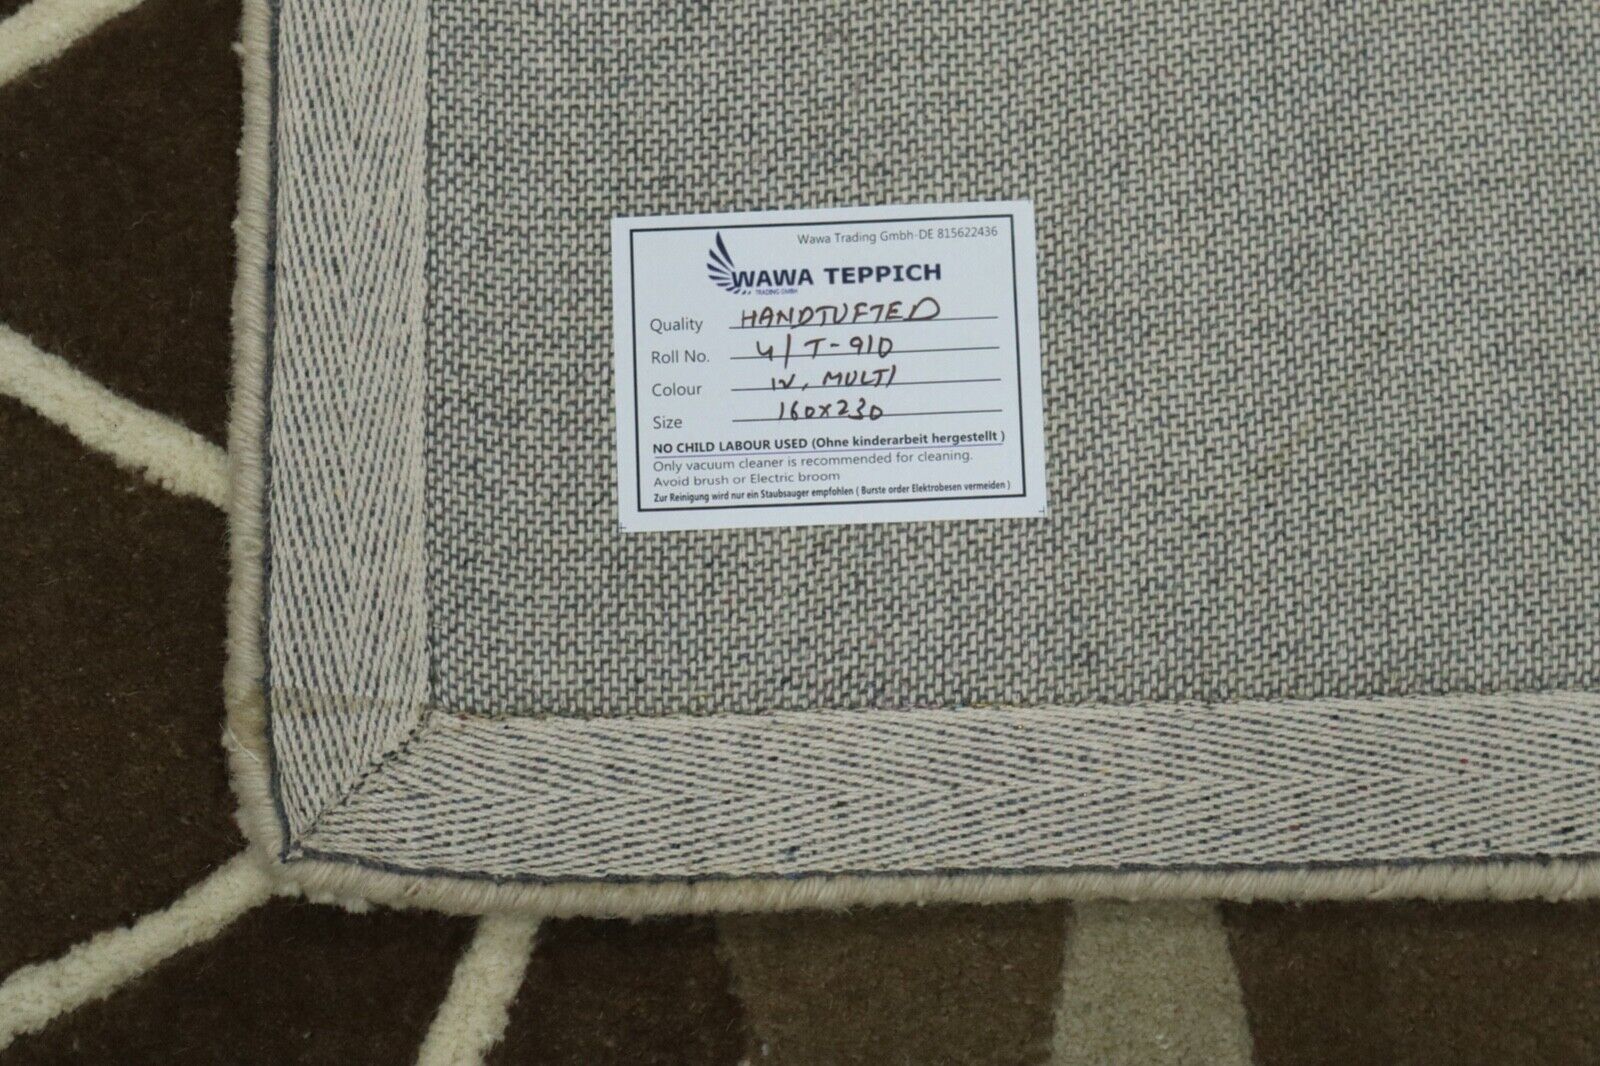 Wawa Trading Gmbh-DE 815622436
WAWA TEPPICH
TRADING GMBH
Quality HANDTUFTED
Roll No. 4/T-910
Colour IV, MULTI
Size 160x230
NO CHILD LABOUR USED (Ohne kinderarbeit hergestellt )
Only vacuum cleaner is recommended for cleaning.
Avoid brush or Electric broom
Zur Reinigung wird nur ein Staubsauger empfohlen ( Burste order Elektrobesen vermeiden )